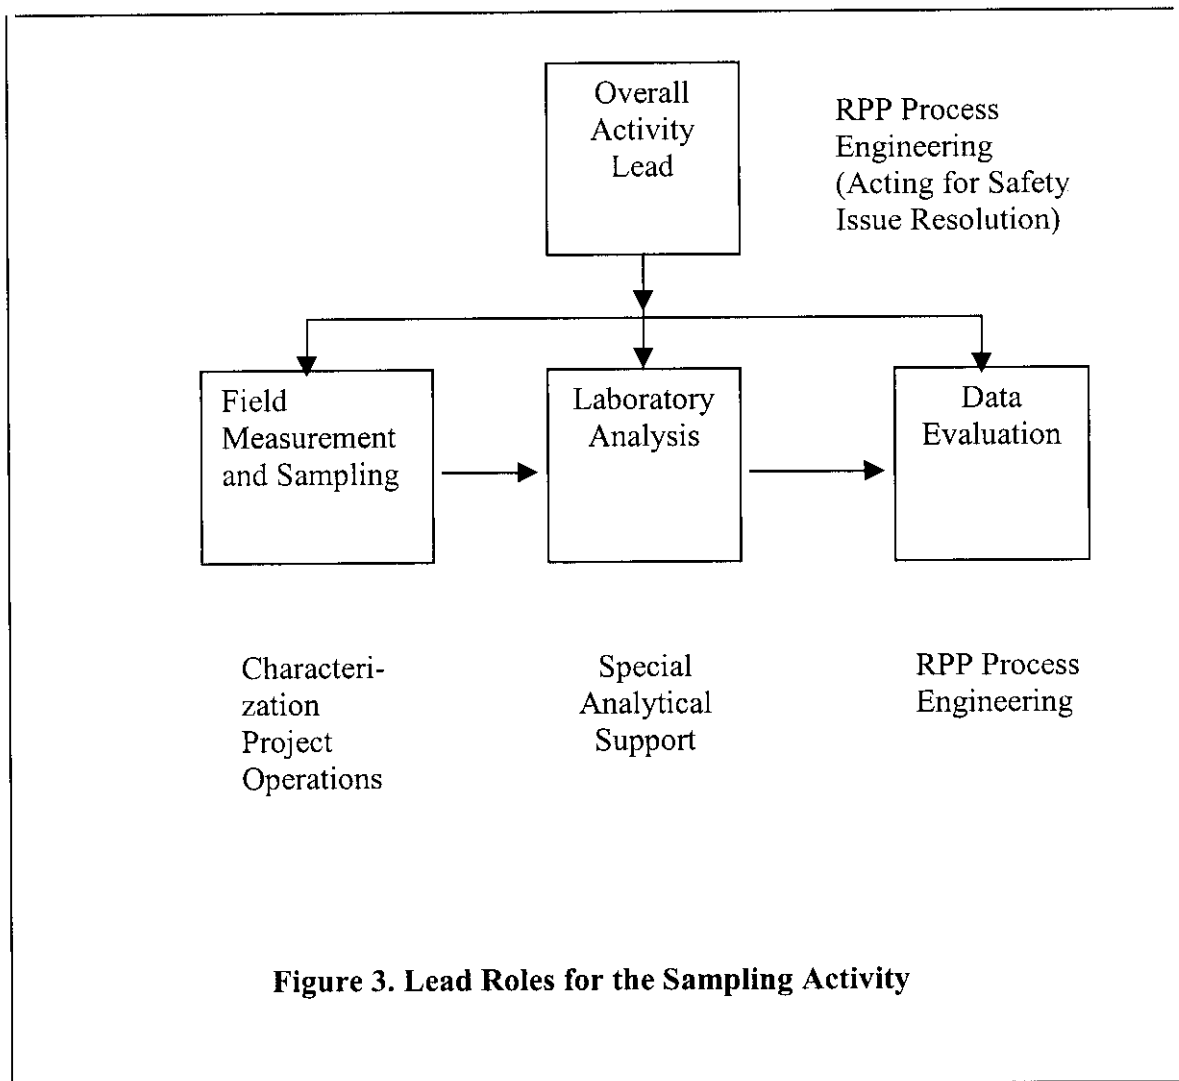 Overall
Activity
Lead
RPP Process
Engineering
(Acting for Safety
Issue Resolution)
Field
Measurement
and Sampling
Laboratory
Analysis
Data
Evaluation
Characteri-
zation
Project
Operations
Special
Analytical
Support
RPP Process
Engineering
Figure 3. Lead Roles for the Sampling Activity